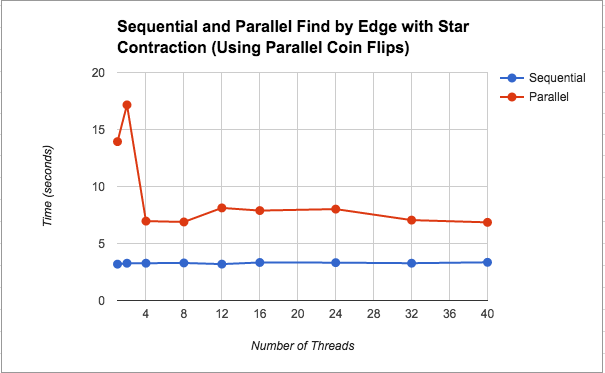 Sequential and Parallel Find by Edge with Star
Contraction (Using Parallel Coin Flips)
Sequential
Parallel
20
15
10
5
0
Time (seconds)
4 8 12 16 20 24 28 32 36 40
Number of Threads